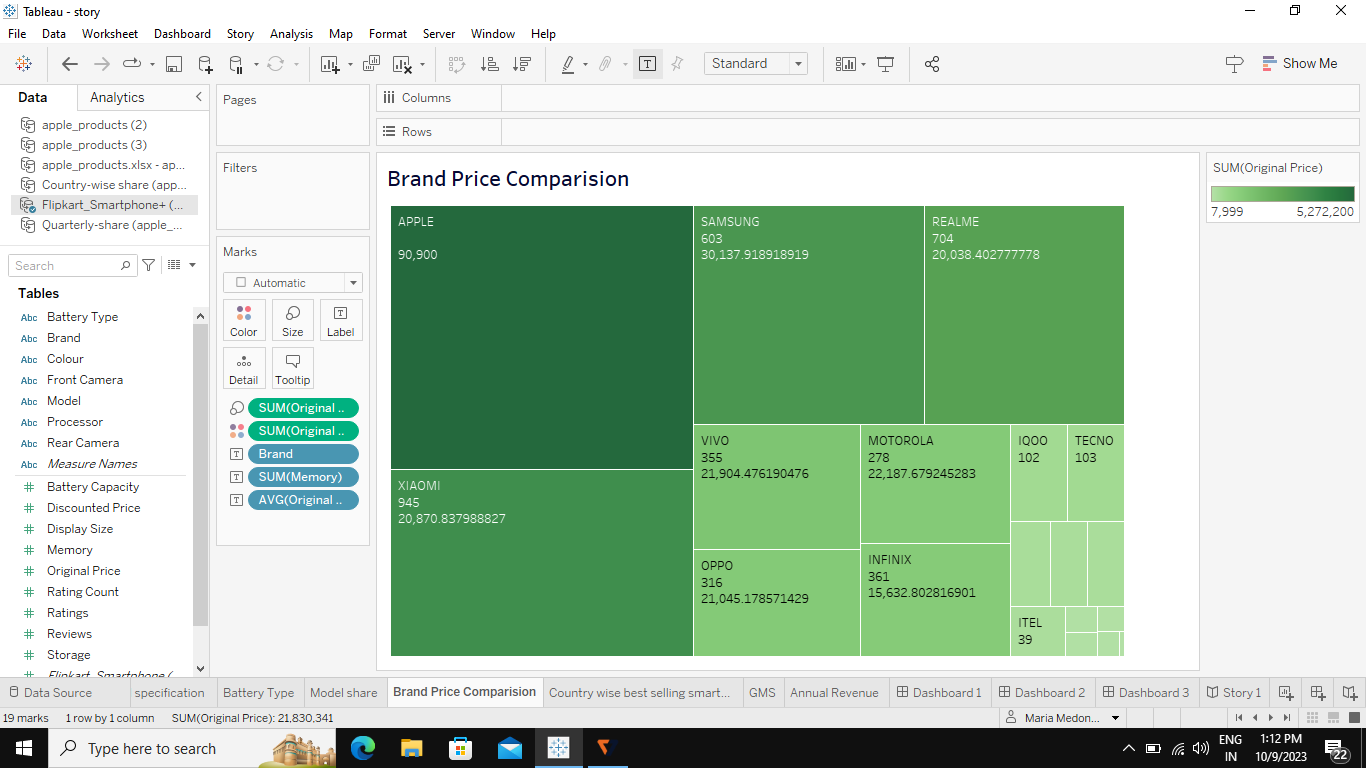 Tableau - story
File Data Worksheet Dashboard Story Analysis Map Format Server Window Help
Standard
Show Me
Data Analytics
apple_products (2)
apple_products (3)
apple_products.xlsx - ap...
Country-wise share (app...
Flipkart_Smartphone+ (...
Quarterly-share (apple_...
Search
Tables
Abc Battery Type
Abc Brand
Abc Colour
Abc Front Camera
Abc Model
Abc Processor
Abc Rear Camera
Abc Measure Names
# Battery Capacity
# Discounted Price
# Display Size
# Memory
# Original Price
# Rating Count
# Ratings
# Reviews
# Storage
Pages
Filters
Marks
Automatic
Color Size Label
Detail Tooltip
SUM(Original ..
SUM(Original ..
Brand
SUM(Memory)
AVG(Original ..
Columns
Rows
Brand Price Comparision
APPLE
90,900
SAMSUNG
603
30,137.918918919
REALME
704
20,038.402777778
XIAOMI
945
20,870.837988827
VIVO
355
21,904.476190476
MOTOROLA
278
22,187.679245283
IQOO
102
TECNO
103
OPPO
316
21,045.178571429
INFINIX
361
15,632.802816901
ITEL
39
SUM(Original Price)
7,999 5,272,200
Data Source specification Battery Type Model share Brand Price Comparision Country wise best selling smart... GMS Annual Revenue Dashboard 1 Dashboard 2 Dashboard 3 Story 1
19 marks 1 row by 1 column SUM(Original Price): 21,830,341 Maria Medon...
Type here to search
ENG
IN
1:12 PM
10/9/2023
22